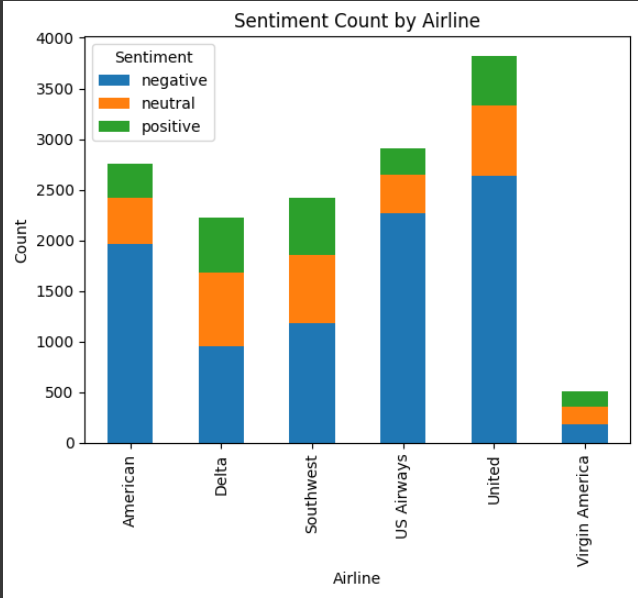 Sentiment Count by Airline
4000
3500
3000
2500
2000
1500
1000
500
0
Count
Sentiment
negative
neutral
positive
American
Delta
Southwest
US Airways
United
Virgin America
Airline